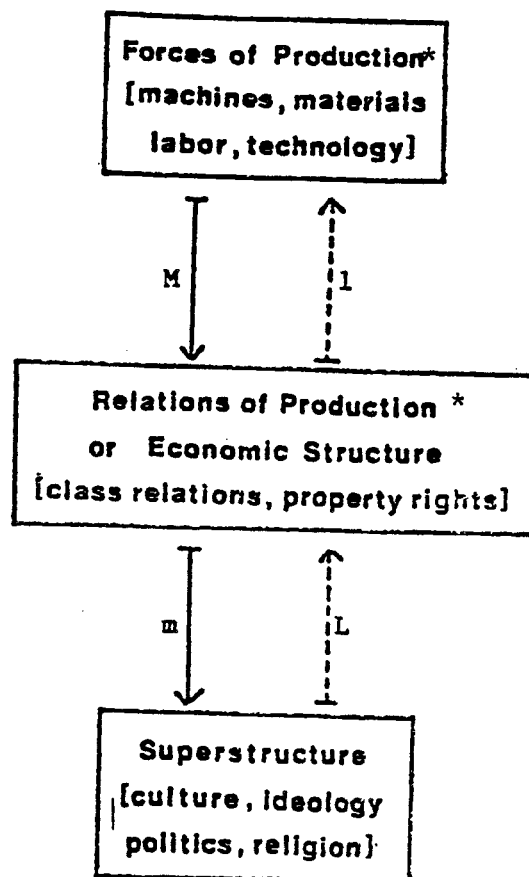 Forces of Production*
[machines, materials
labor, technology]
M
1
Relations of Production *
or Economic Structure
[class relations, property rights]
m
L
Superstructure
[culture, ideology
politics, religion]